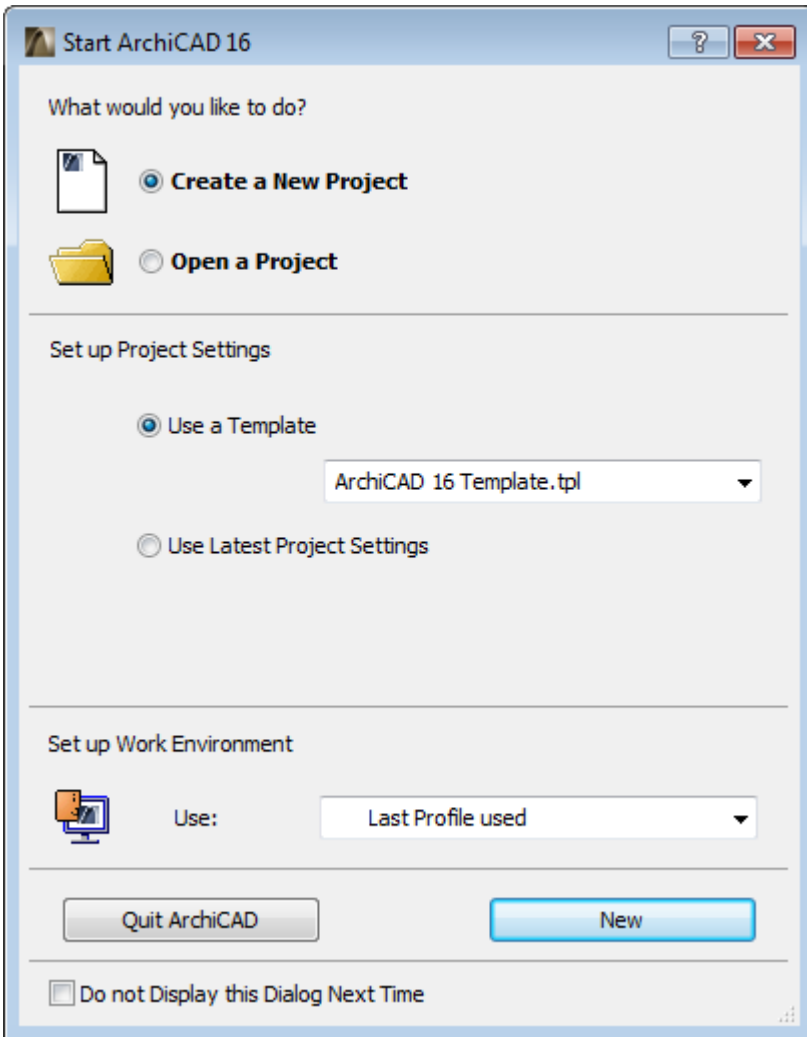 Start ArchiCAD 16
What would you like to do?
Create a New Project
Open a Project
Set up Project Settings
Use a Template
ArchiCAD 16 Template.tpl
Use Latest Project Settings
Set up Work Environment
Use: Last Profile used
Quit ArchiCAD New
Do not Display this Dialog Next Time